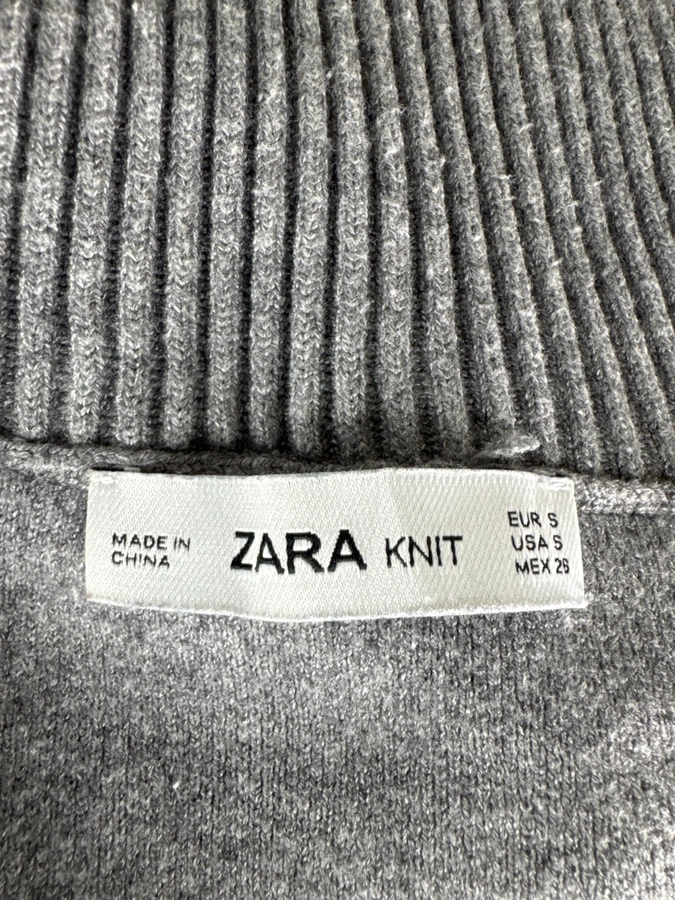 MADE IN
CHINA
ZARA KNIT
EUR S
USA S
MEX 26